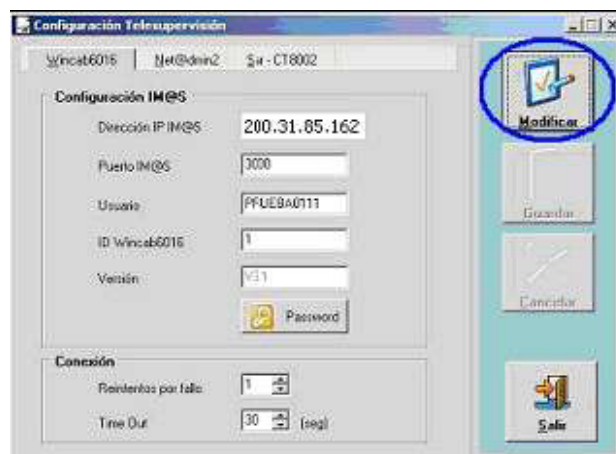 Configuración Telesupervisión
Wincab6016 Net@dmin2 Sir - CT8002
Configuración IM@S
Dirección IP IM@S 200.31.85.162
Puerto IM@S 3000
Usuario PRUEBA0111
ID Wincab6016 1
Versión
Password
Conexión
Reintentos por fallo 1
Time Out 30 (seg)
Modificar
Guardar
Cancelar
Salir